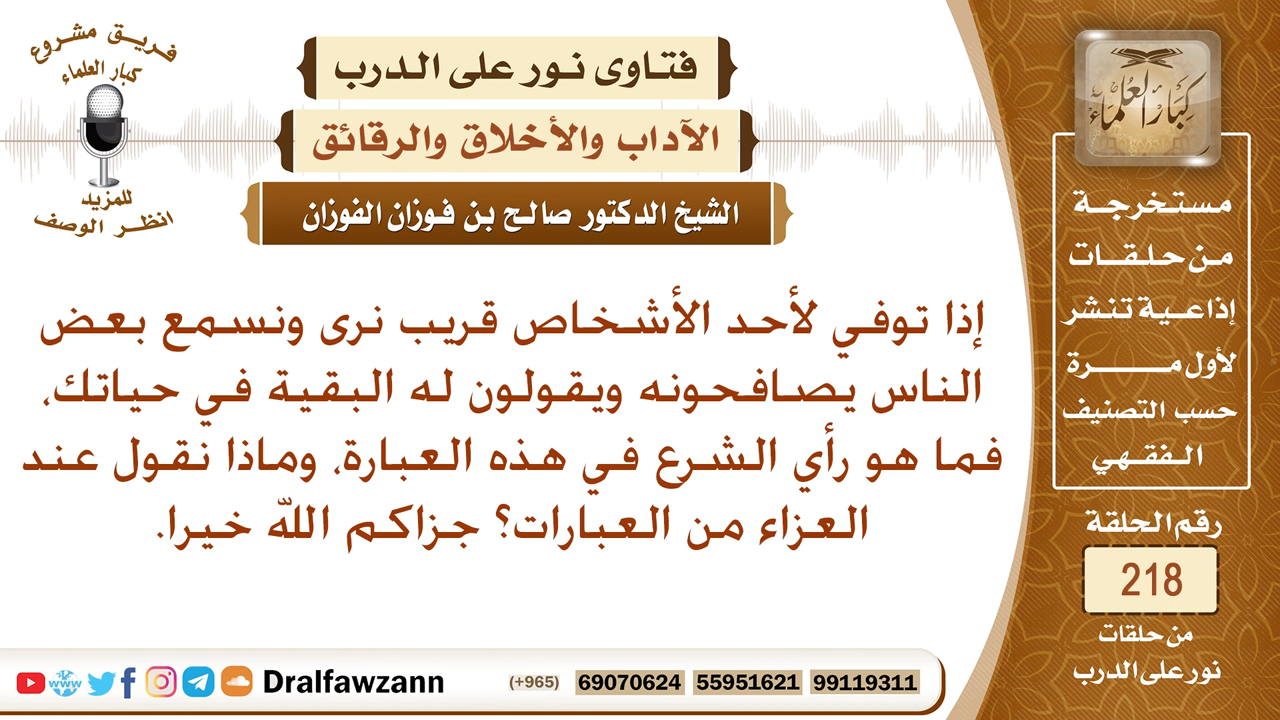 فريق مشروع
كبار العلماء
للمزيد
انظر الوصف
فتاوى نور على الدرب
الآداب والأخلاق والرقائق
الشيخ الدكتور صالح بن فوزان الفوزان
إذا توفي لأحد الأشخاص قريب نرى ونسمع بعض
الناس يصافحونه ويقولون له البقية في حياتك،
فما هو رأي الشرع في هذه العبارة، وماذا نقول عند
العزاء من العبارات؟ جزاكم الله خيرا.
كبار العلماء
مستخرجة
من حلقات
إذاعية تنشر
لأول مرة
حسب التصنيف
الفقهي
رقم الحلقة
218
من حلقات
نور على الدرب
www Dralfawzann (+965) 69070624 55951621 99119311